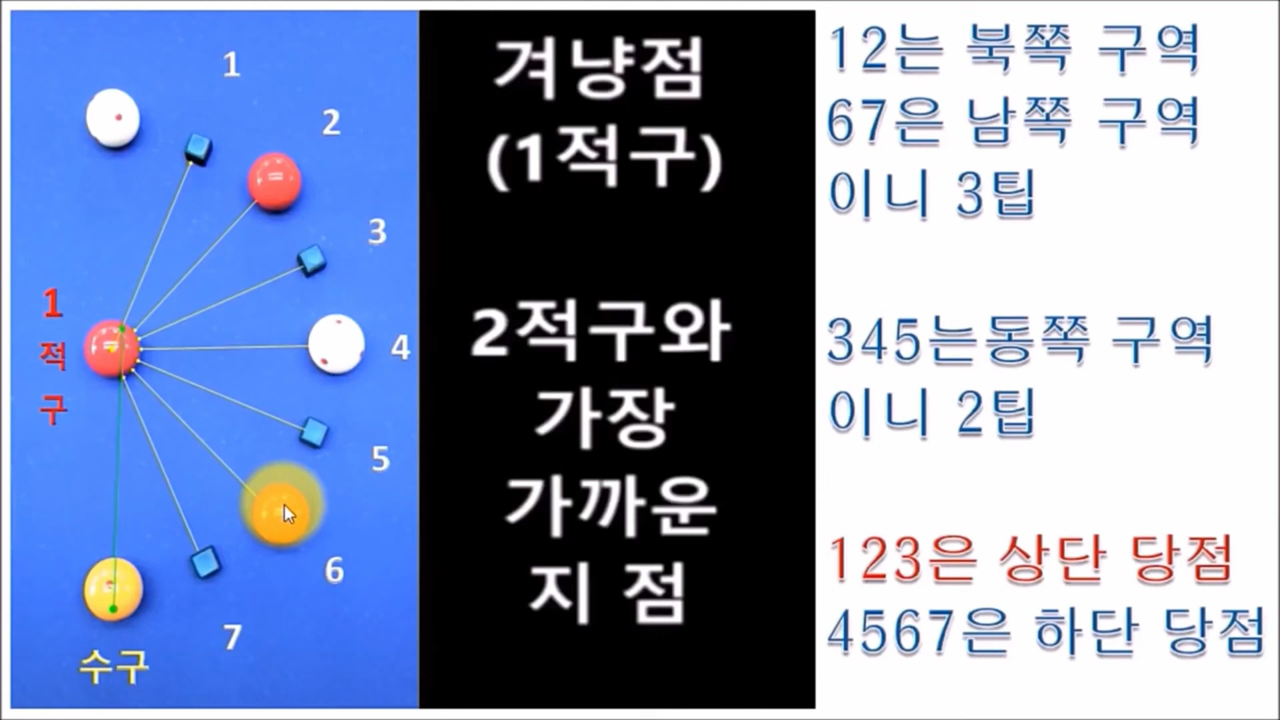 1
2
3
4
5
6
7
1
적
구
수구
겨냥점
(1적구)
2적구와
가장
가까운
지 점
12는 북쪽 구역
67은 남쪽 구역
이니 3팁
345는동쪽 구역
이니 2팁
123은 상단 당점
4567은 하단 당점